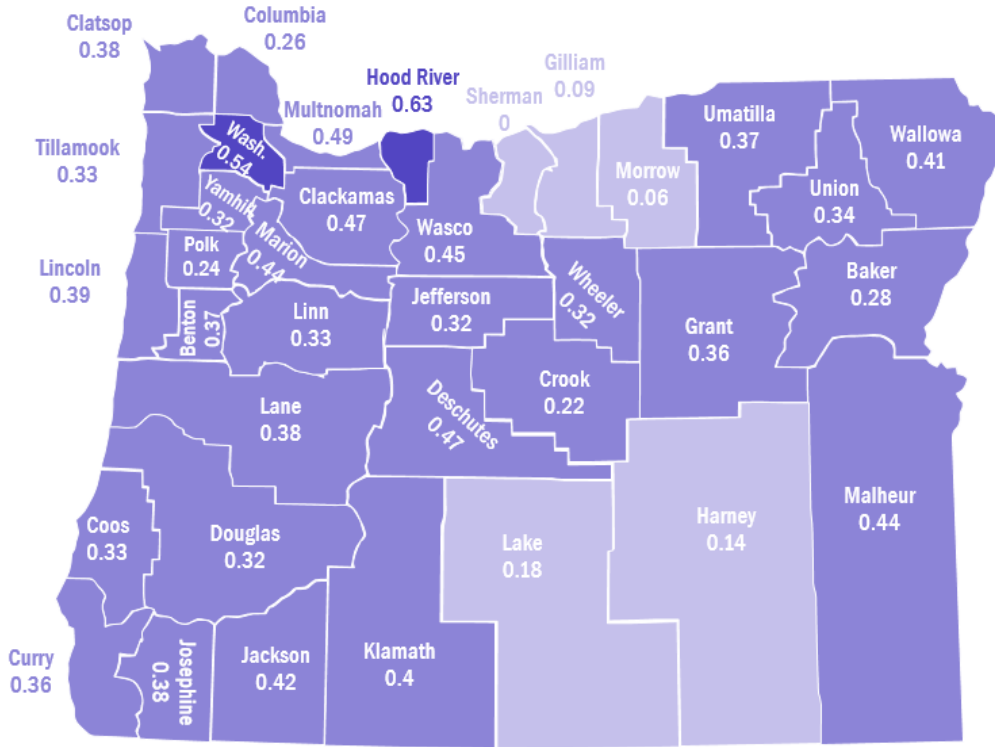 Clatsop
0.38
Columbia
0.26
Hood River
0.63
Multnomah
0.49
Sherman
0
Gilliam
0.09
Tillamook
0.33
Wash.
0.54
Umatilla
0.37
Wallowa
0.41
Morrow
0.06
Union
0.34
Yamhill
0.32
Clackamas
0.47
Wasco
0.45
Polk
0.24
Marion
0.44
Lincoln
0.39
Baker
0.28
Wheeler
0.32
Jefferson
0.32
Benton
0.37
Linn
0.33
Grant
0.36
Crook
0.22
Lane
0.38
Deschutes
0.47
Malheur
0.44
Harney
0.14
Coos
0.33
Douglas
0.32
Lake
0.18
Curry
0.36
Josephine
0.38
Jackson
0.42
Klamath
0.4